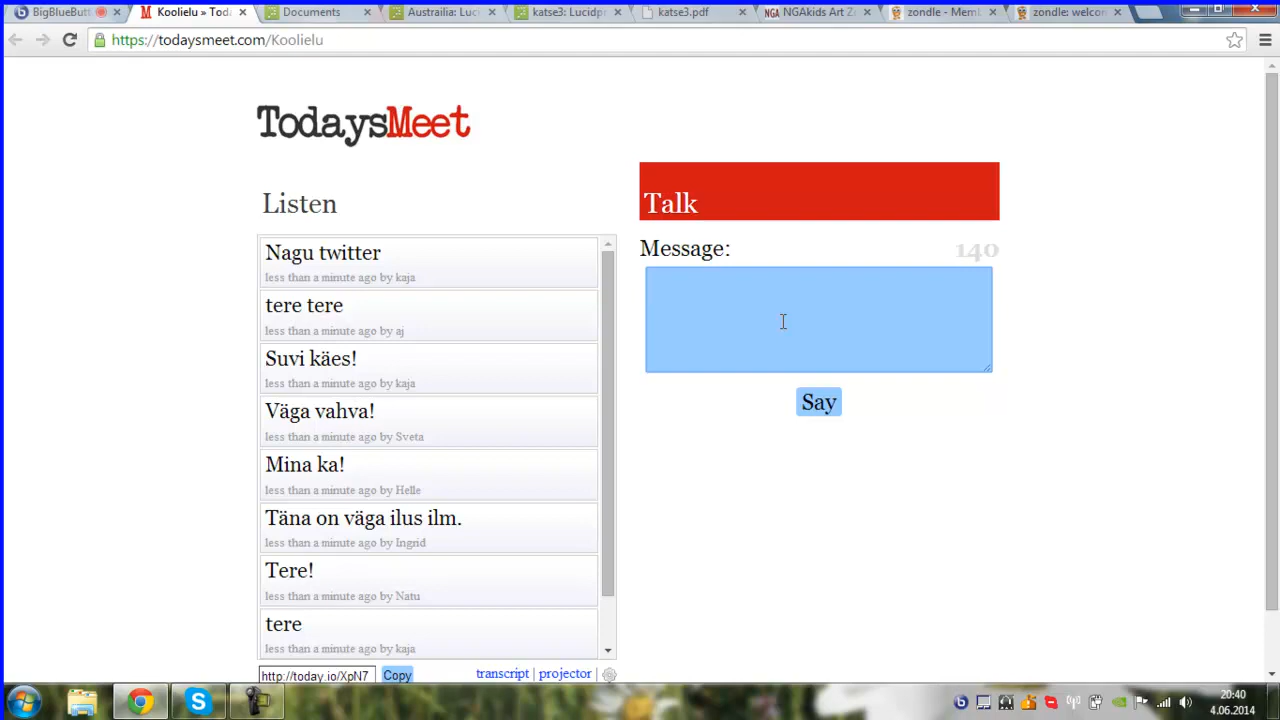 BigBlueButt
Koolielu » Toda
Documents
Austrailia: Luc
katse3: Lucidp
katse3.pdf
NGAkids Art Z
zondle - Mem
zondle: welcom
https://todaysmeet.com/Koolielu
TodaysMeet
Listen
Talk
Nagu twitter
less than a minute ago by kaja
tere tere
less than a minute ago by aj
Suvi käes!
less than a minute ago by kaja
Väga vahva!
less than a minute ago by Sveta
Mina ka!
less than a minute ago by Helle
Täna on väga ilus ilm.
less than a minute ago by Ingrid
Tere!
less than a minute ago by Natu
tere
less than a minute ago by kaja
http://today.io/XpN7
Copy
transcript | projector |
Message:
140
Say
20:40
4.06.2014